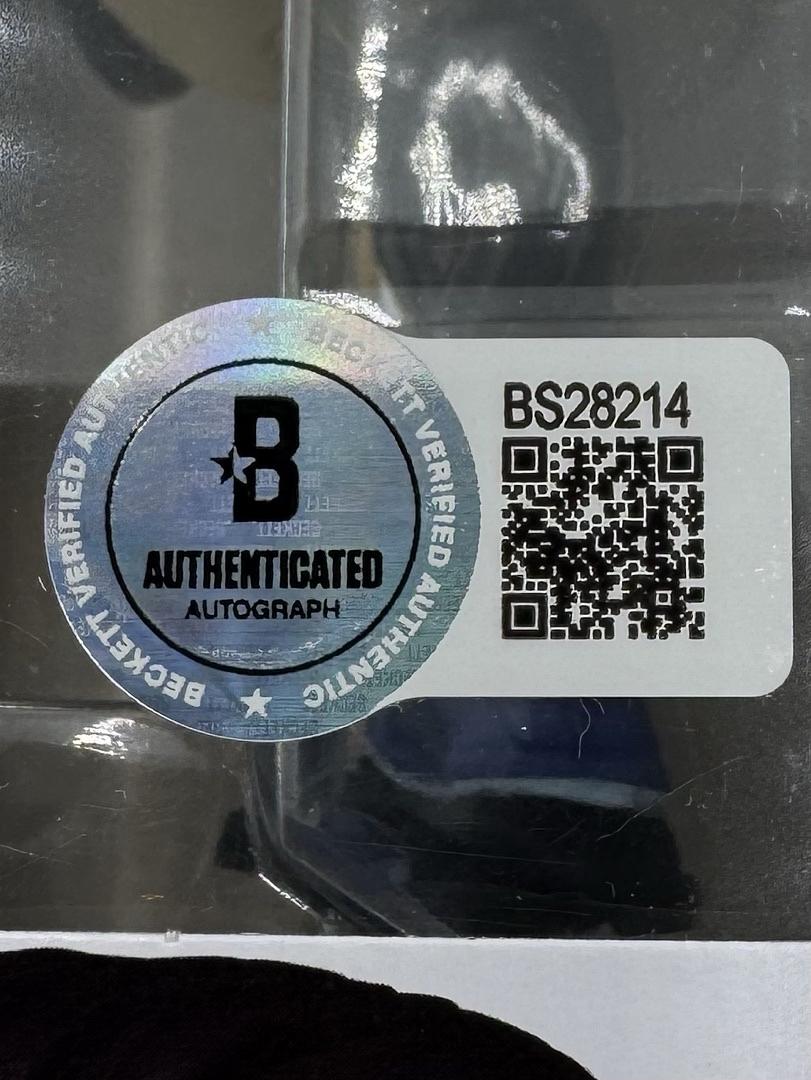 BECKETT VERIFIED AUTHENTIC ★ BECKETT VERIFIED AUTHENTIC ★
B
AUTHENTICATED
AUTOGRAPH
BS28214